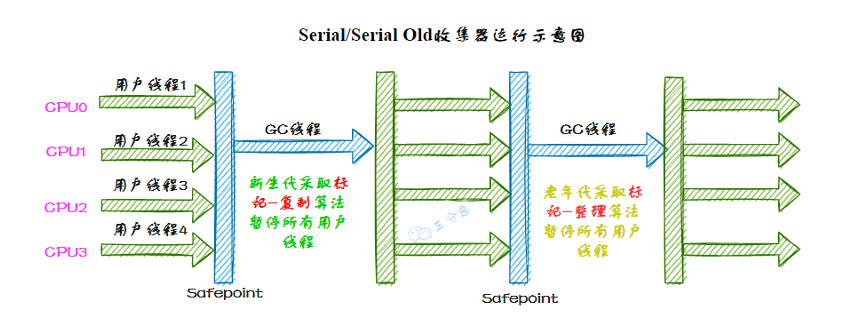 Serial/Serial Old收集器运行示意图
用户线程1
CPU0
GC线程
GC线程
用户线程2
CPU1
用户线程3
CPU2
用户线程4
CPU3
新生代采取标
记-复制算法
暂停所有用户
线程
三分恶
老年代采取标
记-整理算法
暂停所有用户
线程
Safepoint
Safepoint